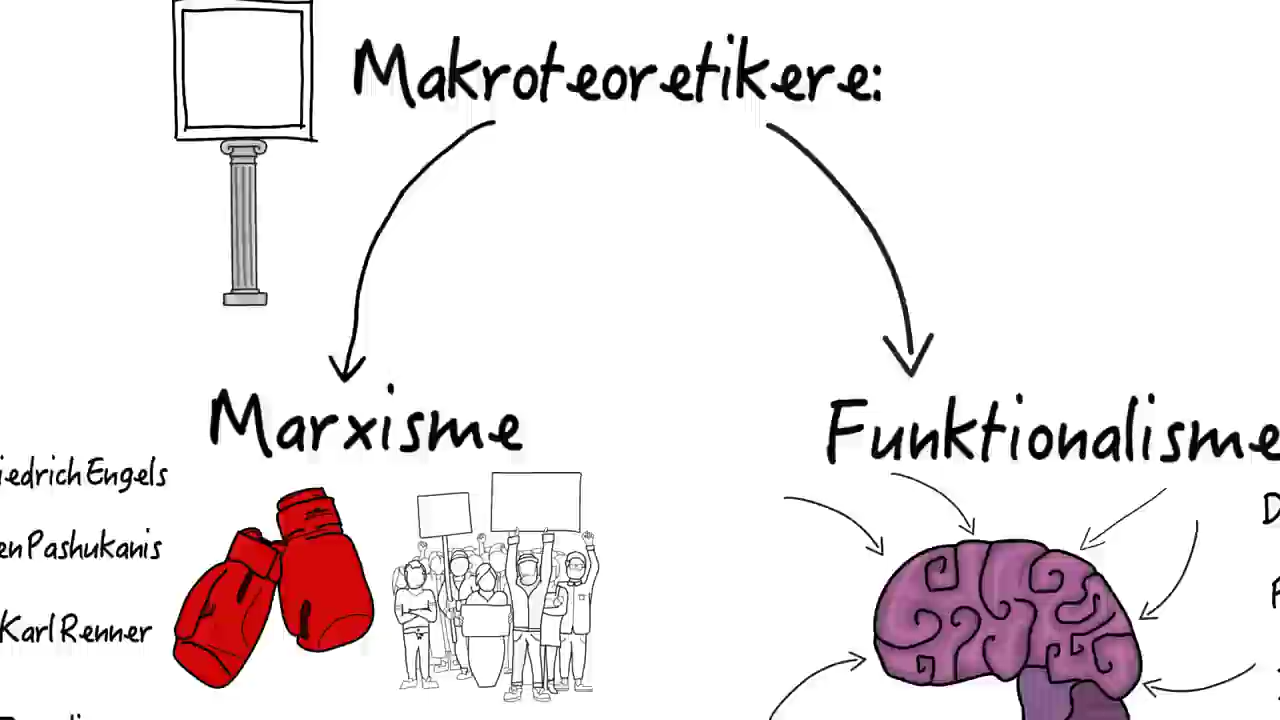 Makroteoretikere:
Marxisme
Funktionalisme
iedrich Engels
en Pashukanis
Karl Renner